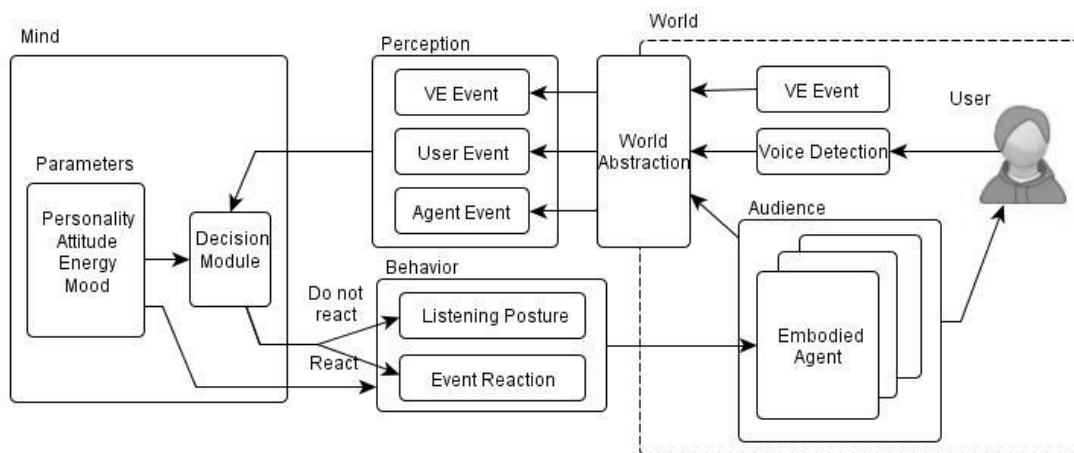 World
Mind
Perception
VE Event
User Event
Agent Event
World
Abstraction
VE Event
Voice Detection
User
Parameters
Personality
Attitude
Energy
Mood
Decision
Module
Do not
react
React
Behavior
Listening Posture
Event Reaction
Audience
Embodied
Agent